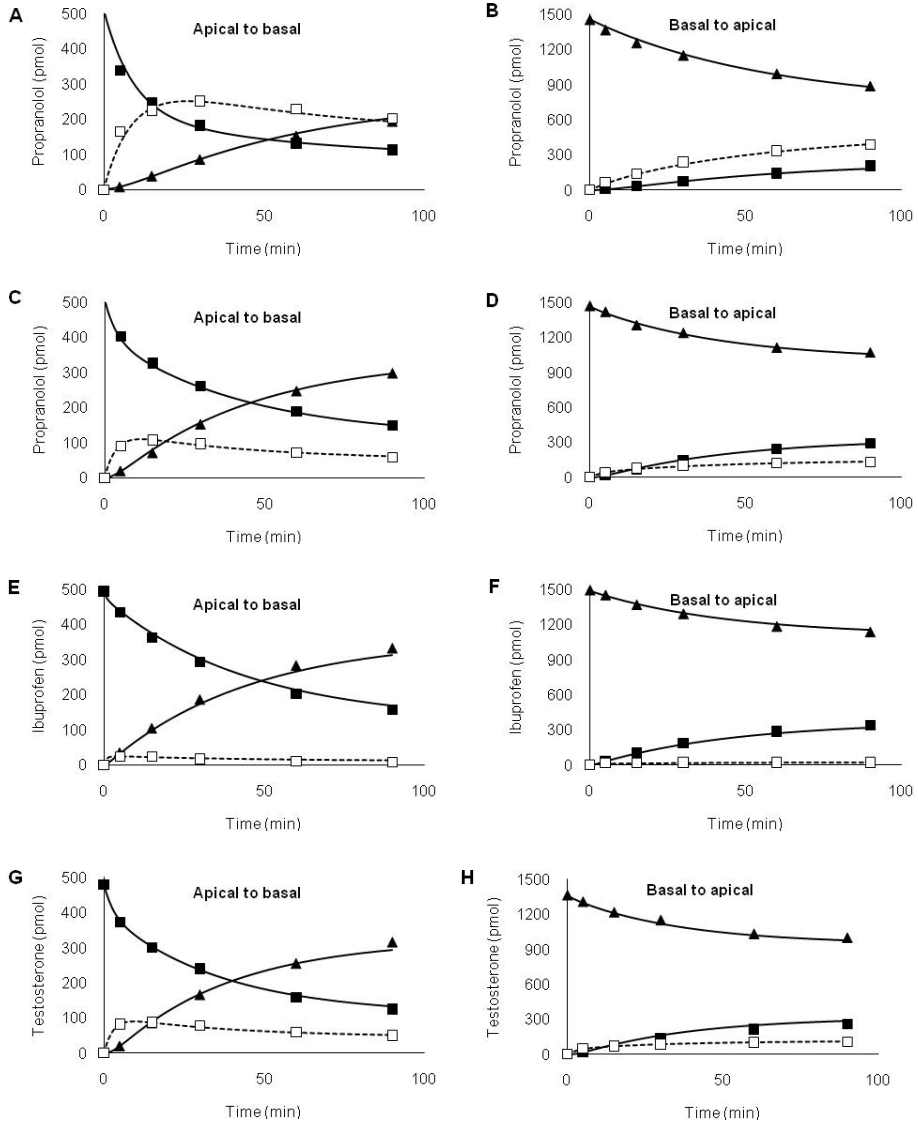 A
Apical to basal
Propranolol (pmol)
500
400
300
200
100
0
0
50
100
Time (min)
B
Basal to apical
Propranolol (pmol)
1500
1200
900
600
300
0
0
50
100
Time (min)
C
Apical to basal
Propranolol (pmol)
500
400
300
200
100
0
0
50
100
Time (min)
D
Basal to apical
Propranolol (pmol)
1500
1200
900
600
300
0
0
50
100
Time (min)
E
Apical to basal
Ibuprofen (pmol)
500
400
300
200
100
0
0
50
100
Time (min)
F
Basal to apical
Ibuprofen (pmol)
1500
1200
900
600
300
0
0
50
100
Time (min)
G
Apical to basal
Testosterone (pmol)
500
400
300
200
100
0
0
50
100
Time (min)
H
Basal to apical
Testosterone (pmol)
1500
1200
900
600
300
0
0
50
100
Time (min)